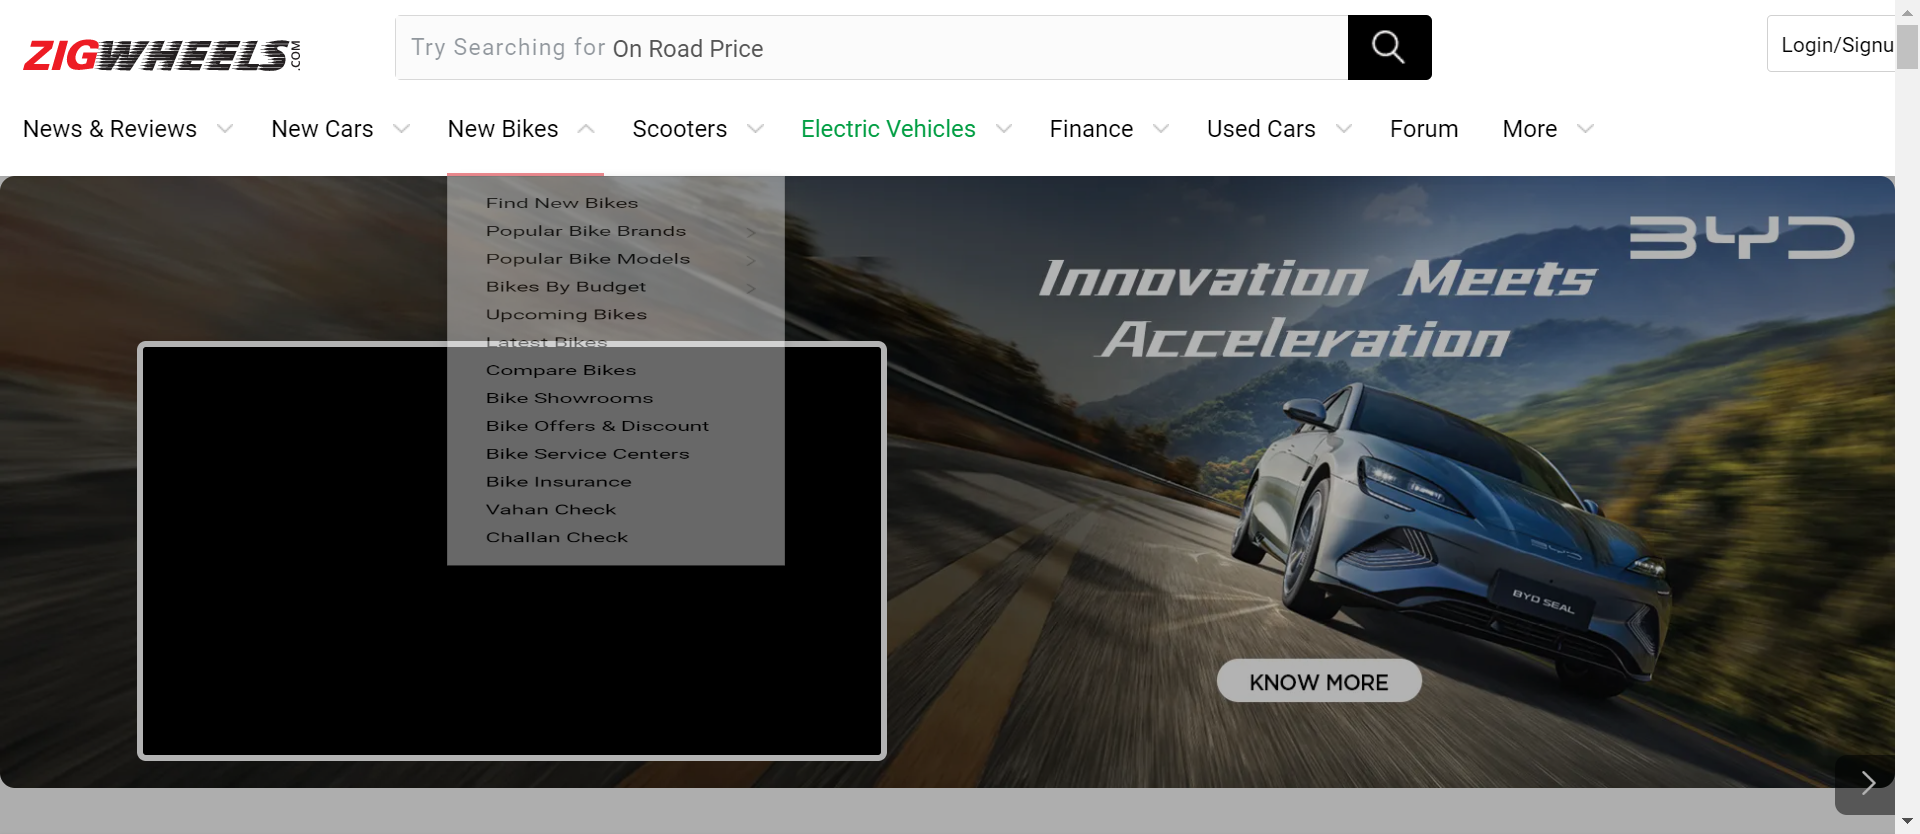 ZIGWHEELS.COM
Try Searching for On Road Price
Login/Signu
News & Reviews New Cars New Bikes Scooters Electric Vehicles Finance Used Cars Forum More
Find New Bikes
Popular Bike Brands
Popular Bike Models
Bikes By Budget
Upcoming Bikes
Latest Bikes
Compare Bikes
Bike Showrooms
Bike Offers & Discount
Bike Service Centers
Bike Insurance
Vahan Check
Challan Check
BYD
Innovation Meets
Acceleration
BYD
BYD SEAL
KNOW MORE